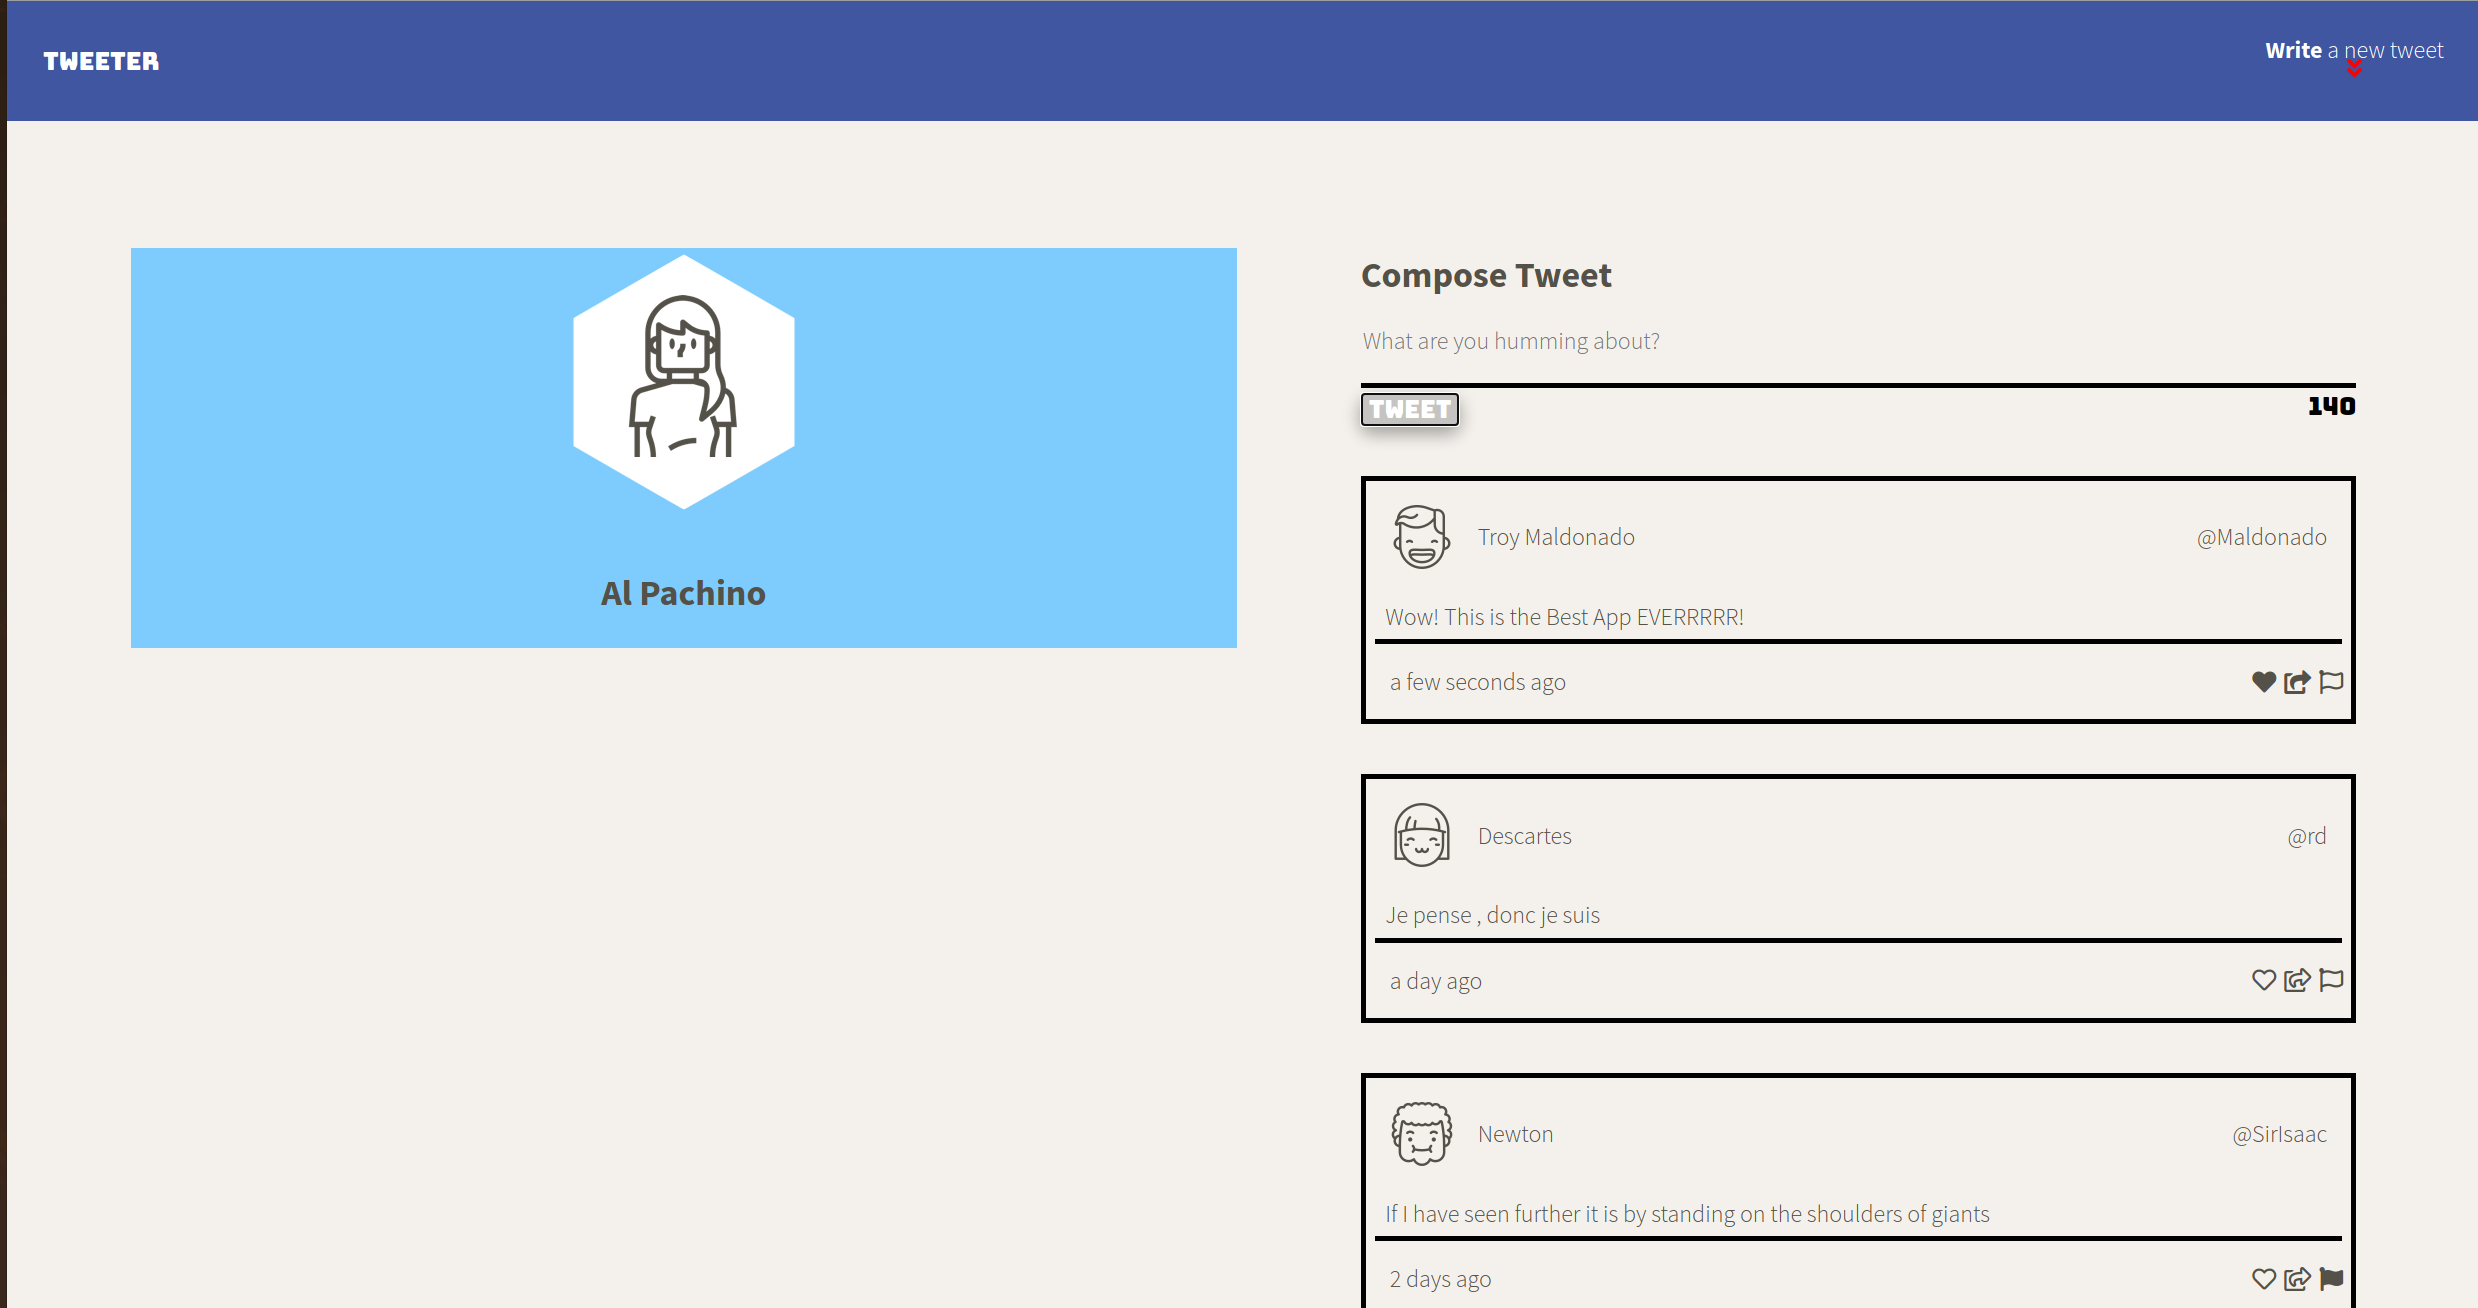 TWEETER
Write a new tweet
Al Pachino
Compose Tweet
What are you humming about?
TWEET
140
Troy Maldonado
@Maldonado
Wow! This is the Best App EVERRRRR!
a few seconds ago
Descartes
@rd
Je pense , donc je suis
a day ago
Newton
@SirIsaac
If I have seen further it is by standing on the shoulders of giants
2 days ago